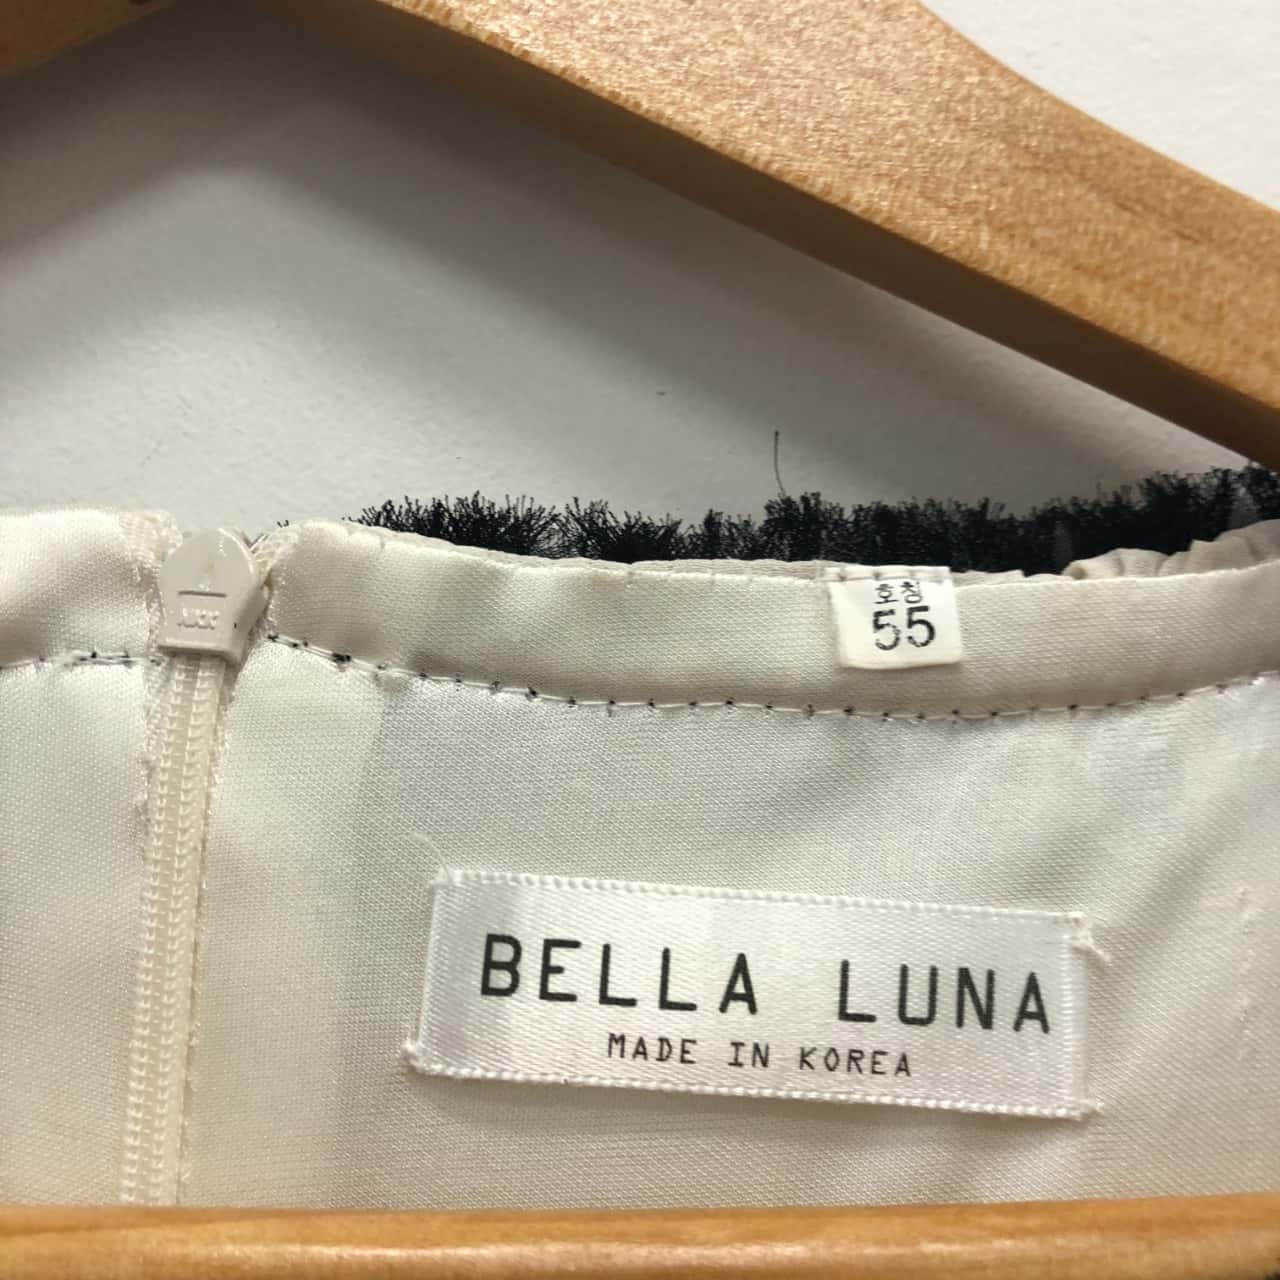 호칭
55
BELLA LUNA
MADE IN KOREA